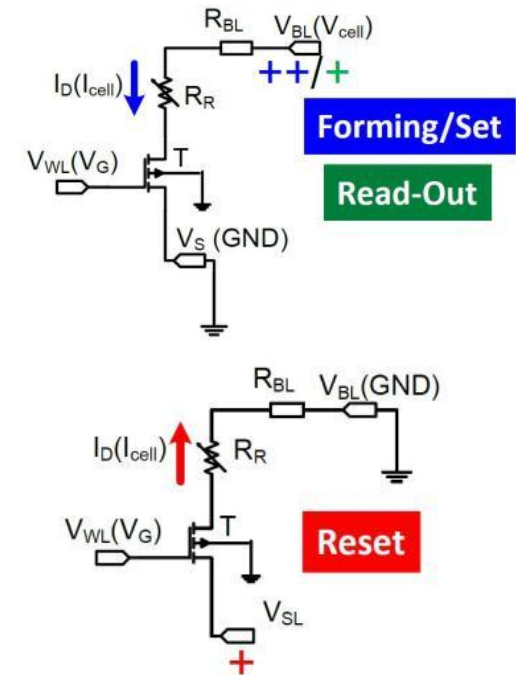 R_BL V_BL(V_cell)
++/+
I_D(I_cell) R_R
Forming/Set
V_WL(V_G) T
Read-Out
V_S (GND)
R_BL V_BL(GND)
I_D(I_cell) R_R
V_WL(V_G) T
Reset
V_SL
+